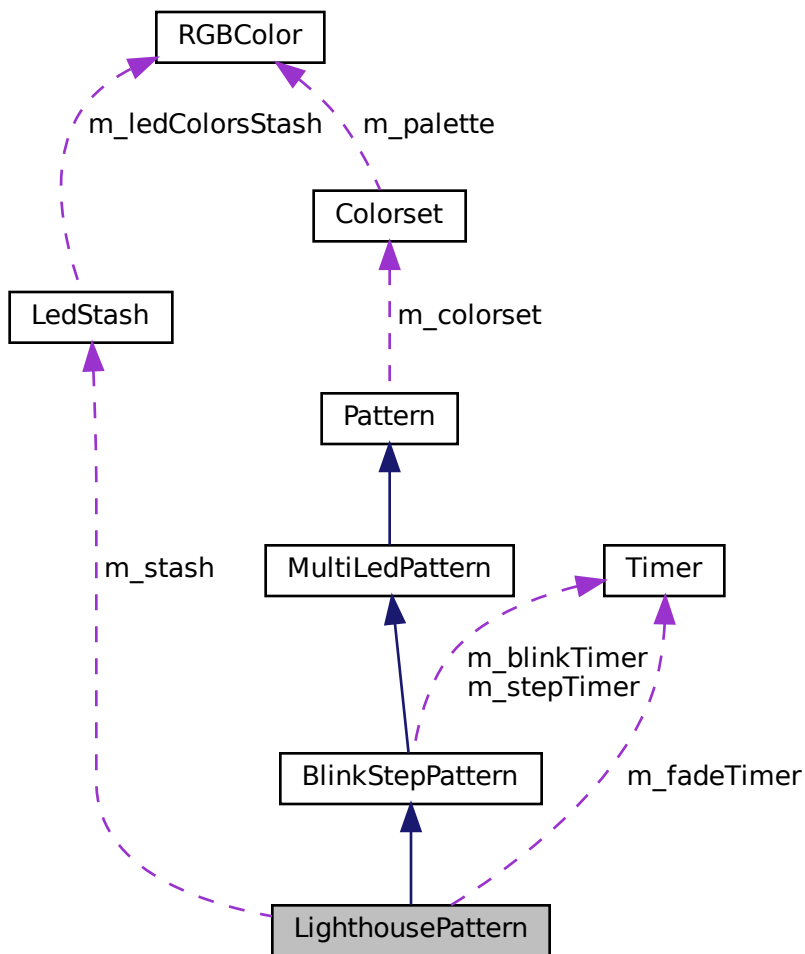 RGBColor
m_ledColorsStash
m_palette
Colorset
LedStash
m_colorset
Pattern
MultiLedPattern
Timer
m_stash
m_blinkTimer
m_stepTimer
BlinkStepPattern
m_fadeTimer
LighthousePattern